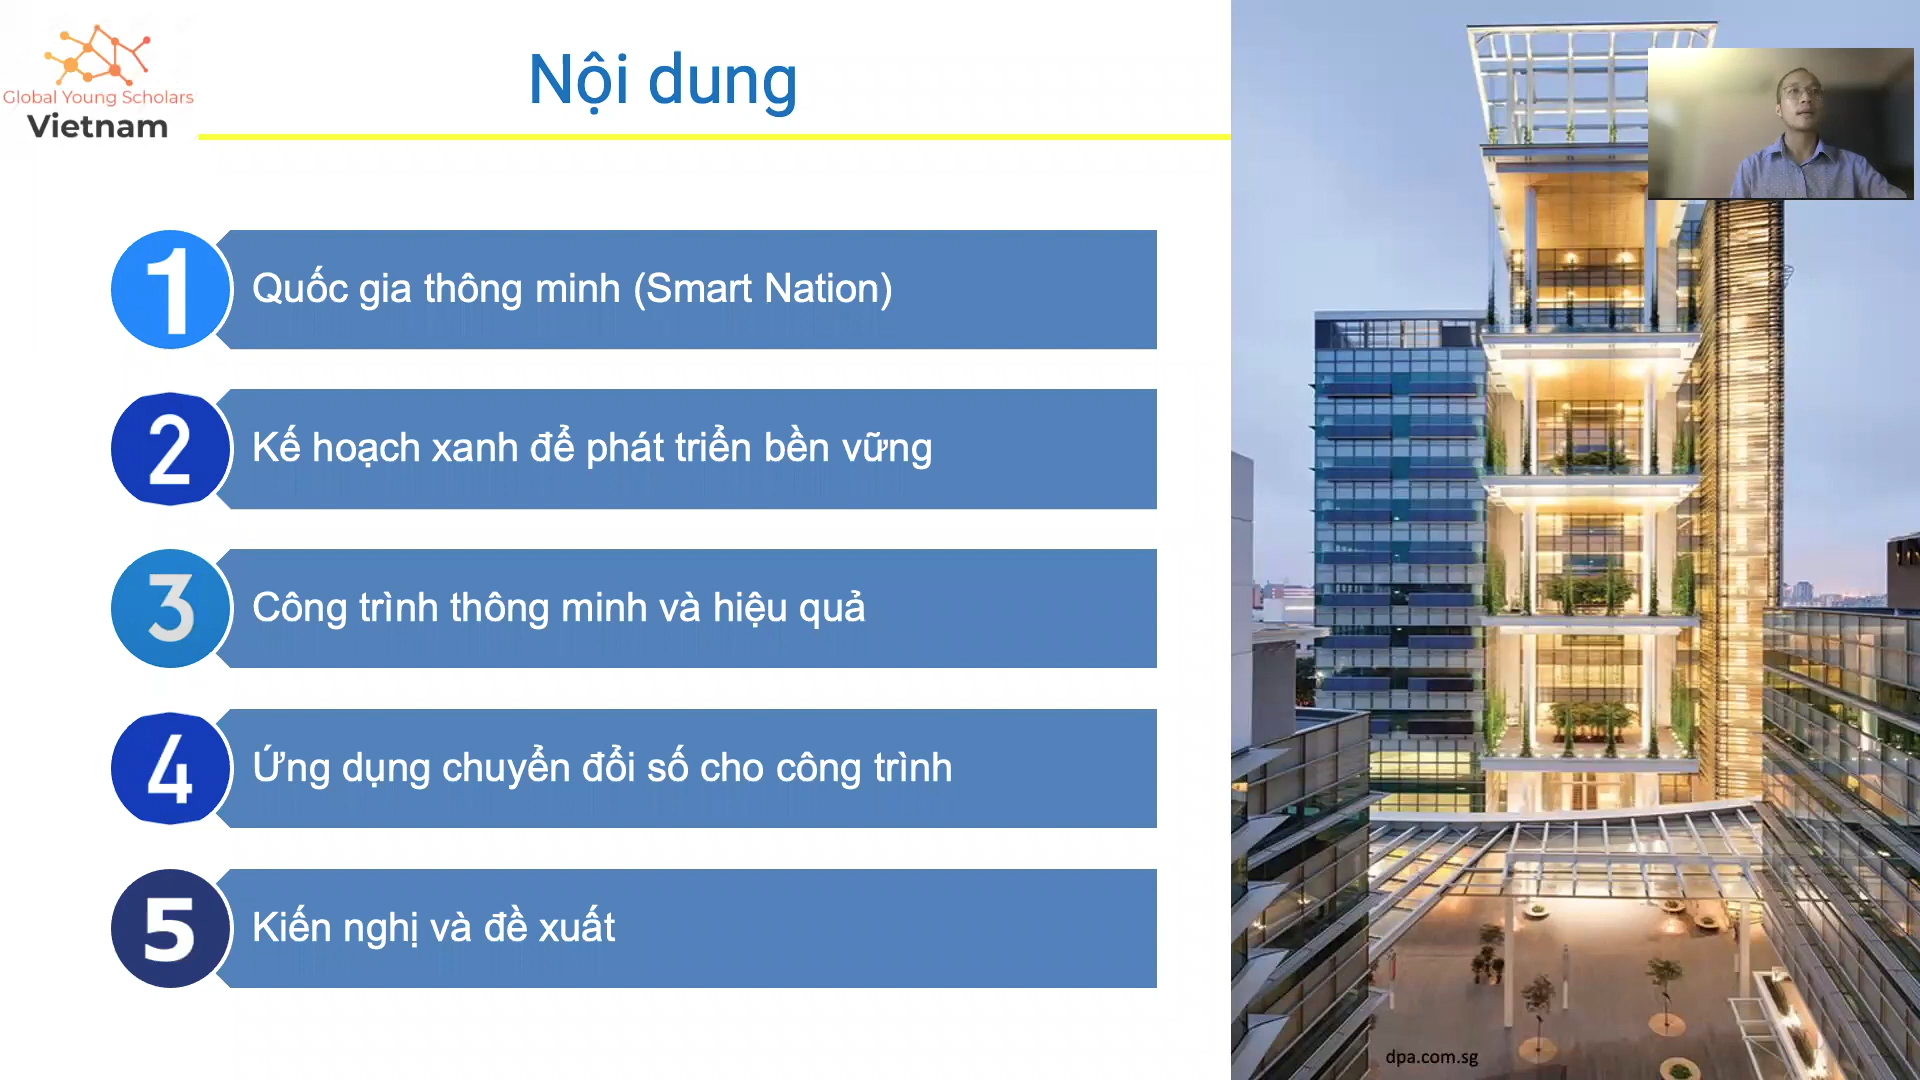 Global Young Scholars
Vietnam
Nội dung
1
Quốc gia thông minh (Smart Nation)
2
Kế hoạch xanh để phát triển bền vững
3
Công trình thông minh và hiệu quả
4
Ứng dụng chuyển đổi số cho công trình
5
Kiến nghị và đề xuất
dpa.com.sg